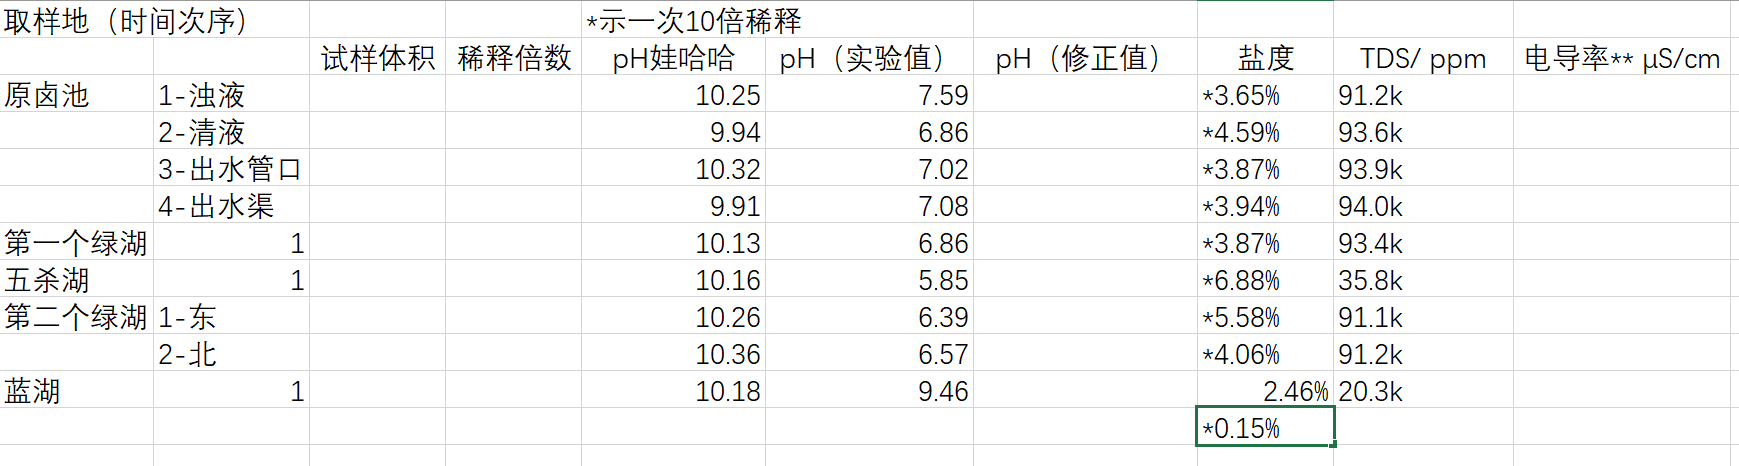 取样地（时间次序） *示一次10倍稀释
试样体积 稀释倍数 pH娃哈哈 pH（实验值） pH（修正值） 盐度 TDS/ ppm 电导率** μS/cm
原卤池 1-浊液 10.25 7.59 *3.65% 91.2k
2-清液 9.94 6.86 *4.59% 93.6k
3-出水管口 10.32 7.02 *3.87% 93.9k
4-出水渠 9.91 7.08 *3.94% 94.0k
第一个绿湖 1 10.13 6.86 *3.87% 93.4k
五杀湖 1 10.16 5.85 *6.88% 35.8k
第二个绿湖 1-东 10.26 6.39 *5.58% 91.1k
2-北 10.36 6.57 *4.06% 91.2k
蓝湖 1 10.18 9.46 2.46% 20.3k
*0.15%